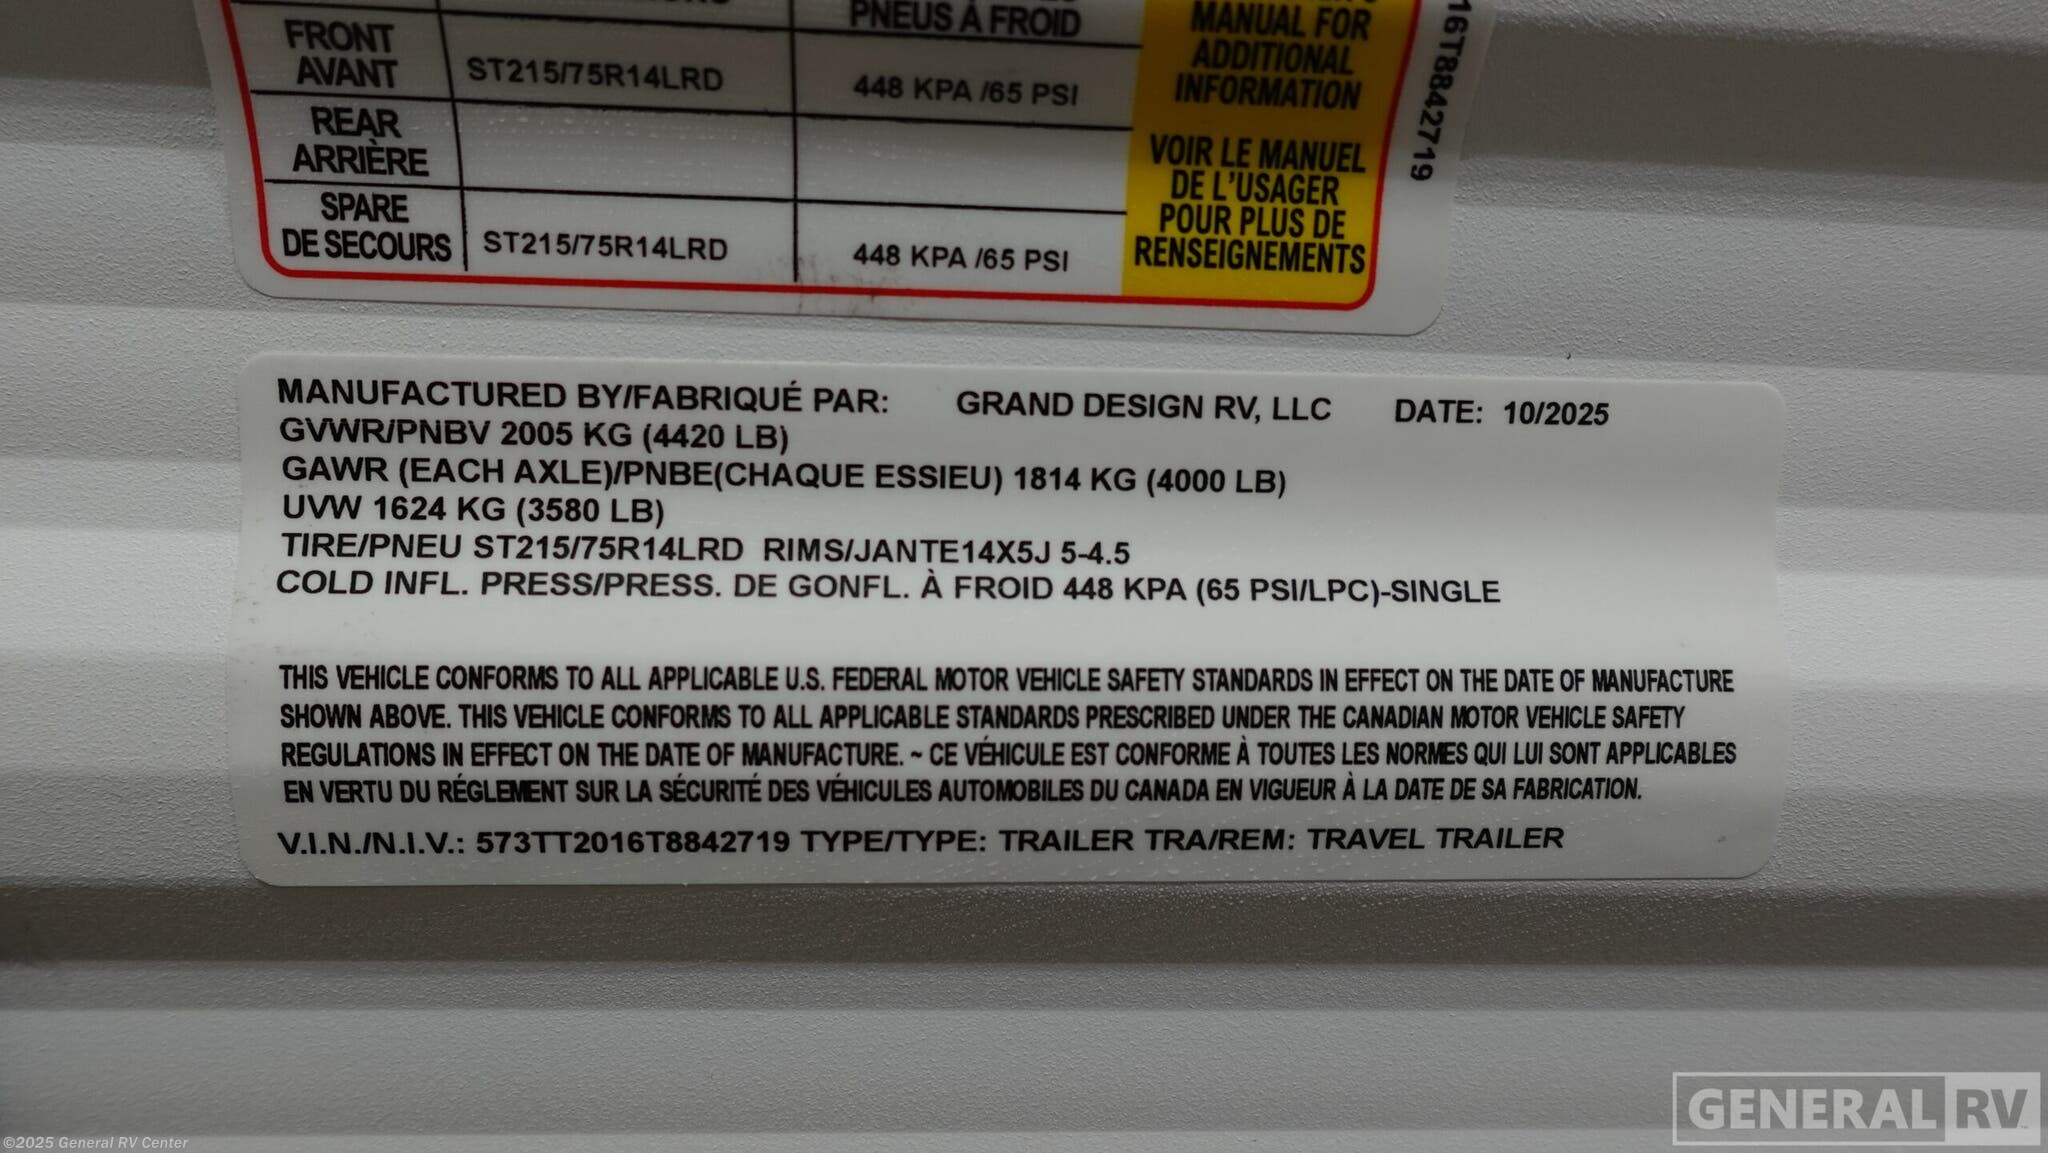 PNEUS À FROID
MANUAL FOR
ADDITIONAL
INFORMATION
FRONT
AVANT
ST215/75R14LRD
448 KPA /65 PSI
REAR
ARRIÈRE
VOIR LE MANUEL
DE L'USAGER
POUR PLUS DE
RENSEIGNEMENTS
SPARE
DE SECOURS
ST215/75R14LRD
448 KPA /65 PSI
16T8842719
MANUFACTURED BY/FABRIQUÉ PAR: GRAND DESIGN RV, LLC DATE: 10/2025
GVWR/PNBV 2005 KG (4420 LB)
GAWR (EACH AXLE)/PNBE(CHAQUE ESSIEU) 1814 KG (4000 LB)
UVW 1624 KG (3580 LB)
TIRE/PNEU ST215/75R14LRD RIMS/JANTE14X5J 5-4.5
COLD INFL. PRESS/PRESS. DE GONFL. À FROID 448 KPA (65 PSI/LPC)-SINGLE
THIS VEHICLE CONFORMS TO ALL APPLICABLE U.S. FEDERAL MOTOR VEHICLE SAFETY STANDARDS IN EFFECT ON THE DATE OF MANUFACTURE
SHOWN ABOVE. THIS VEHICLE CONFORMS TO ALL APPLICABLE STANDARDS PRESCRIBED UNDER THE CANADIAN MOTOR VEHICLE SAFETY
REGULATIONS IN EFFECT ON THE DATE OF MANUFACTURE. ~ CE VÉHICULE EST CONFORME À TOUTES LES NORMES QUI LUI SONT APPLICABLES
EN VERTU DU RÉGLEMENT SUR LA SÉCURITÉ DES VÉHICULES AUTOMOBILES DU CANADA EN VIGUEUR À LA DATE DE SA FABRICATION.
V.I.N./N.I.V.: 573TT2016T8842719 TYPE/TYPE: TRAILER TRA/REM: TRAVEL TRAILER
GENERAL RV
©2025 General RV Center